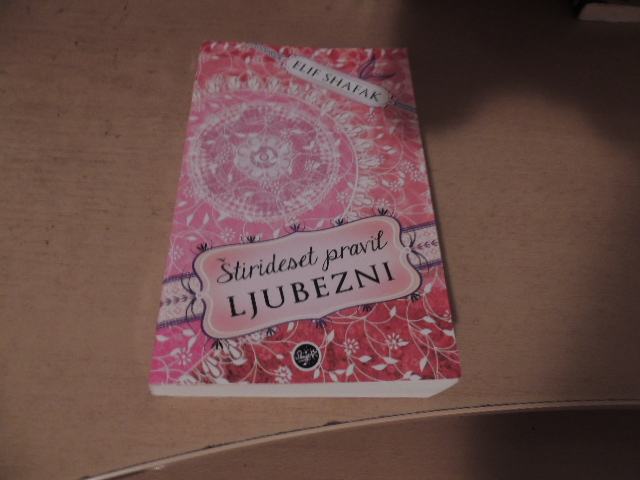 ELIF SHAFAK
Štirideset pravil
LJUBEZNI